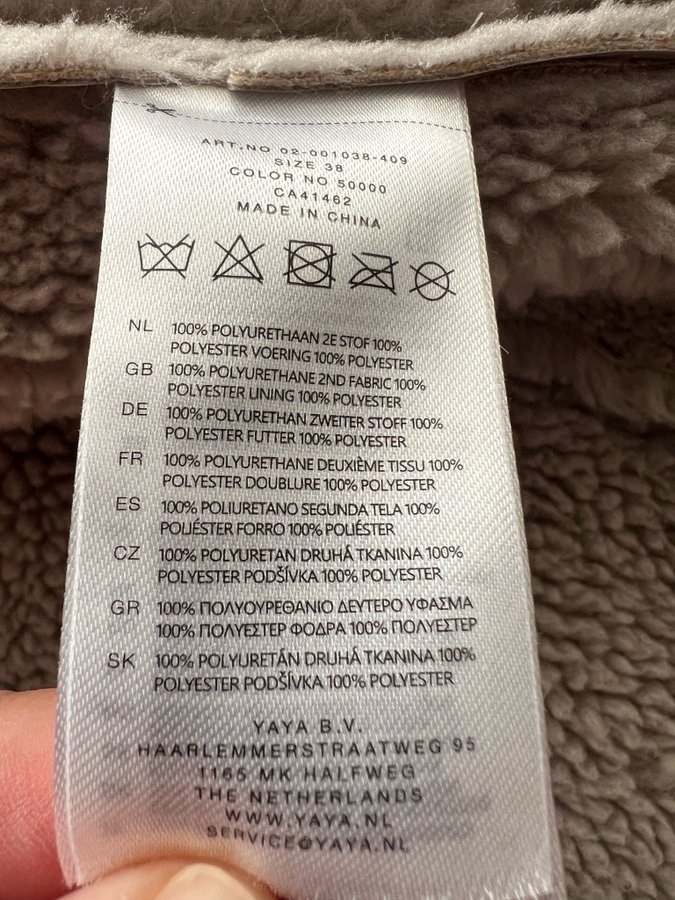 ART.NO 02-001038-409
SIZE 38
COLOR NO 50000
CA41462
MADE IN CHINA
NL 100% POLYURETHAAN 2E STOF 100%
POLYESTER VOERING 100% POLYESTER
GB 100% POLYURETHANE 2ND FABRIC 100%
POLYESTER LINING 100% POLYESTER
DE 100% POLYURETHAN ZWEITER STOFF 100%
POLYESTER FUTTER 100% POLYESTER
FR 100% POLYURETHANE DEUXIÈME TISSU 100%
POLYESTER DOUBLURE 100% POLYESTER
ES 100% POLIURETANO SEGUNDA TELA 100%
POLIÉSTER FORRO 100% POLIÉSTER
CZ 100% POLYURETAN DRUHÁ TKANINA 100%
POLYESTER PODŠÍVKA 100% POLYESTER
GR 100% ΠΟΛΥΟΥΡΕΘΑΝΙΟ ΔΕΥΤΕΡΟ ΥΦΑΣΜΑ
100% ΠΟΛΥΕΣΤΕΡ ΦΟΔΡΑ 100% ΠΟΛΥΕΣΤΕΡ
SK 100% POLYURETÁN DRUHÁ TKANINA 100%
POLYESTER PODŠÍVKA 100% POLYESTER
YAYA B.V.
HAARLEMMERSTRAATWEG 95
1165 MK HALFWEG
THE NETHERLANDS
WWW.YAYA.NL
SERVICE@YAYA.NL